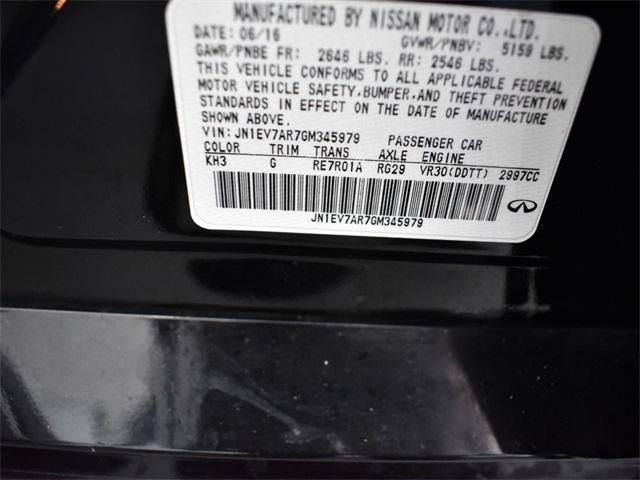 MANUFACTURED BY NISSAN MOTOR CO.,LTD.
DATE: 06/16 GVWR/PNBV: 5159 LBS.
GAWR/PNBE FR: 2646 LBS. RR: 2546 LBS.
THIS VEHICLE CONFORMS TO ALL APPLICABLE FEDERAL
MOTOR VEHICLE SAFETY,BUMPER,AND THEFT PREVENTION
STANDARDS IN EFFECT ON THE DATE OF MANUFACTURE
SHOWN ABOVE.
VIN: JN1EV7AR7GM345979 PASSENGER CAR
COLOR TRIM TRANS AXLE ENGINE
KH3 G RE7R01A RG29 VR30(DDTT) 2997CC
JN1EV7AR7GM345979